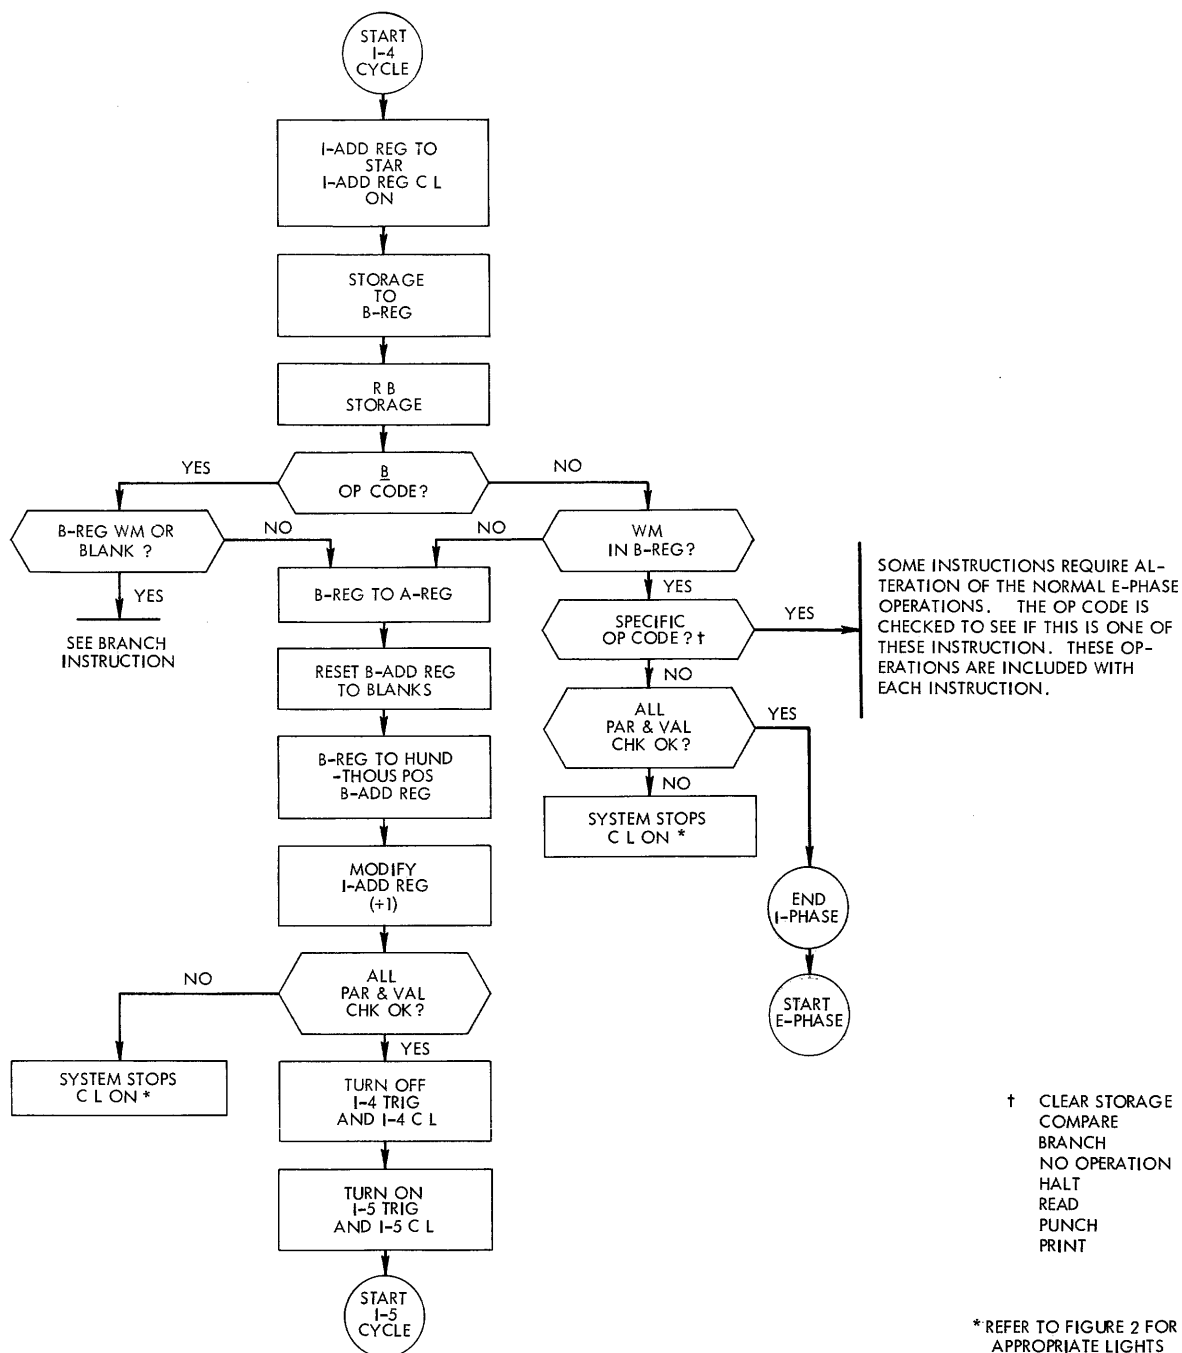 START
I-4
CYCLE
I-ADD REG TO
STAR
I-ADD REG C L
ON
STORAGE
TO
B-REG
R B
STORAGE
YES
B
OP CODE?
NO
B-REG WM OR
BLANK ?
NO
NO
WM
IN B-REG?
YES
SEE BRANCH
INSTRUCTION
B-REG TO A-REG
YES
SPECIFIC
OP CODE ? †
YES
SOME INSTRUCTIONS REQUIRE AL-
TERATION OF THE NORMAL E-PHASE
OPERATIONS. THE OP CODE IS
CHECKED TO SEE IF THIS IS ONE OF
THESE INSTRUCTION. THESE OP-
ERATIONS ARE INCLUDED WITH
EACH INSTRUCTION.
RESET B-ADD REG
TO BLANKS
NO
ALL
PAR & VAL
CHK OK?
YES
B-REG TO HUND
-THOUS POS
B-ADD REG
NO
SYSTEM STOPS
C L ON *
MODIFY
I-ADD REG
(+1)
END
I-PHASE
NO
ALL
PAR & VAL
CHK OK?
START
E-PHASE
YES
SYSTEM STOPS
C L ON *
TURN OFF
I-4 TRIG
AND I-4 C L
TURN ON
I-5 TRIG
AND I-5 C L
START
I-5
CYCLE
† CLEAR STORAGE
COMPARE
BRANCH
NO OPERATION
HALT
READ
PUNCH
PRINT
* REFER TO FIGURE 2 FOR
APPROPRIATE LIGHTS